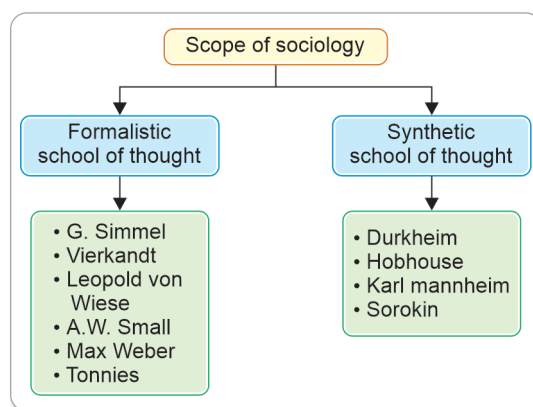 Scope of sociology
Formalistic
school of thought
Synthetic
school of thought
• G. Simmel
• Vierkandt
• Leopold von
Wiese
• A.W. Small
• Max Weber
• Tonnies
• Durkheim
• Hobhouse
• Karl mannheim
• Sorokin